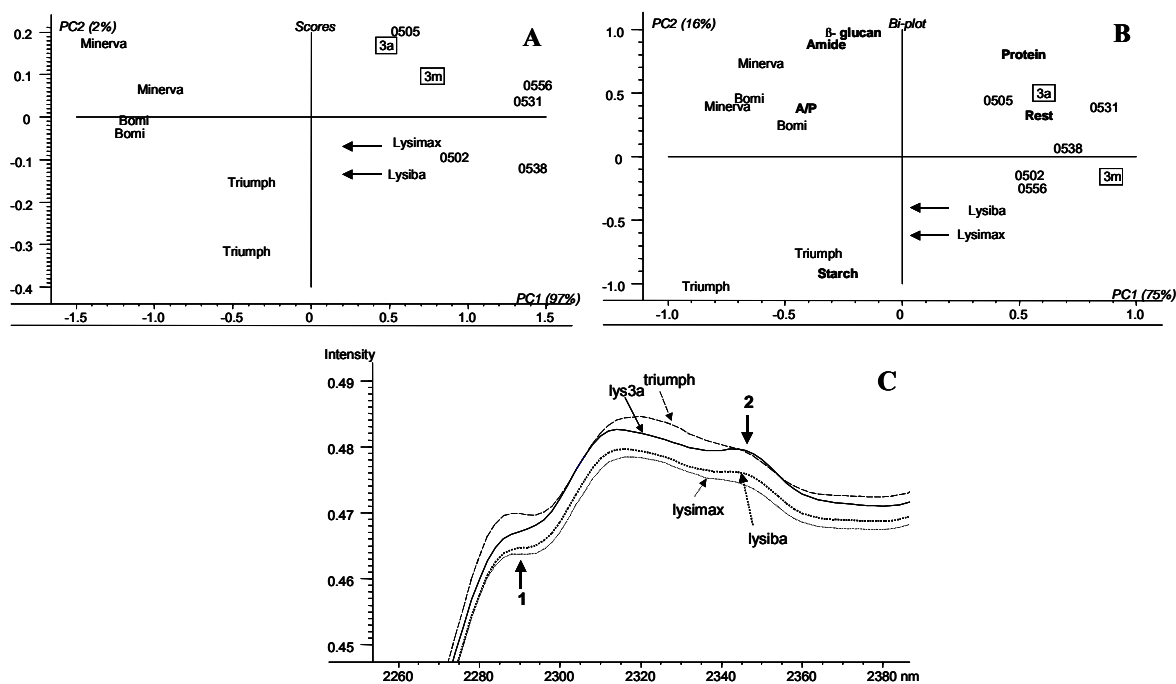 PC2 (2%) Scores A
0.2
0505
Minerva
3a
0.1
3m
Minerva
0556
0531
0
Bomi
Bomi
Lysimax
0502
-0.1
0538
Lysiba
Triumph
-0.2
Triumph
-0.3
-0.4
PC1 (97%)
-1.5 -1.0 -0.5 0 0.5 1.0 1.5
PC2 (16%) Bi-plot B
1.0
ß- glucan
Amide
Protein
Minerva
0.5
Bomi
Minerva
A/P
Bomi
0505
3a
0531
Rest
0538
0
0502
3m
0556
Lysiba
-0.5
Lysimax
Triumph
Starch
-1.0
Triumph
PC1 (75%)
-1.0 -0.5 0 0.5 1.0
Intensity
C
0.49
triumph
lys3a
2
0.48
lysimax
lysiba
0.47
1
0.46
0.45
2260 2280 2300 2320 2340 2360 2380 nm